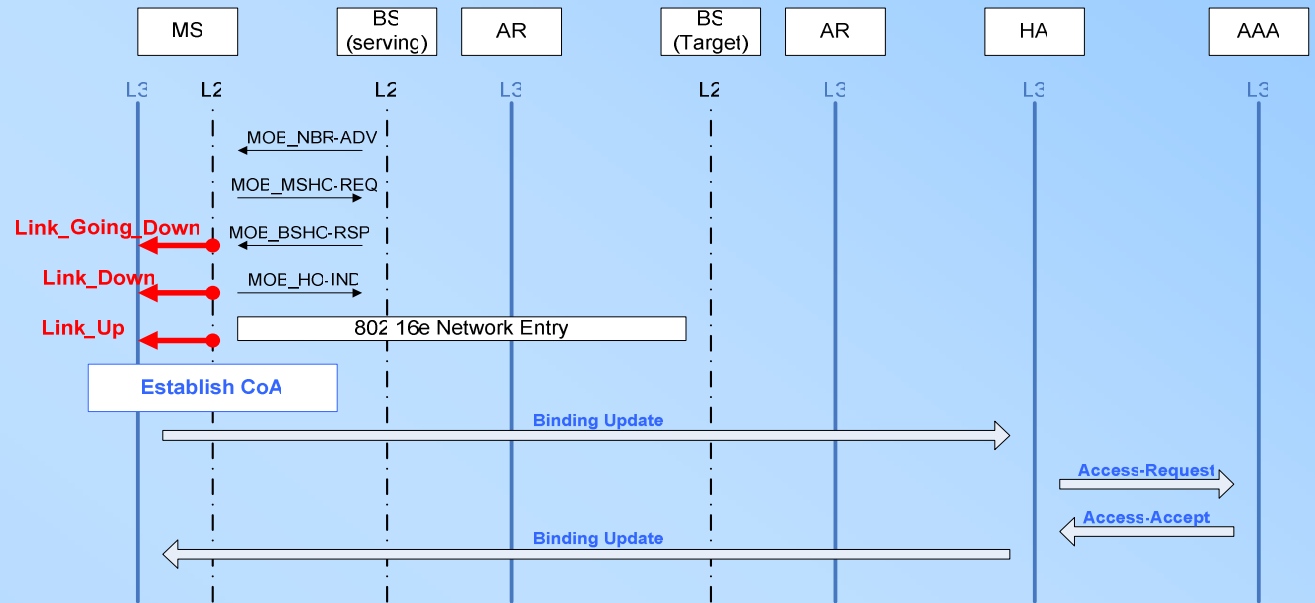 MS
BS
(serving)
AR
BS
(Target)
AR
HA
AAA
L3
L2
L2
L3
L2
L3
L3
L3
MOB_NBR-ADV
MOB_MSHO-REQ
Link_Going_Down
MOB_BSHO-RSP
Link_Down
MOB_HO-IND
Link_Up
802.16e Network Entry
Establish CoA
Binding Update
Access-Request
Access-Accept
Binding Update